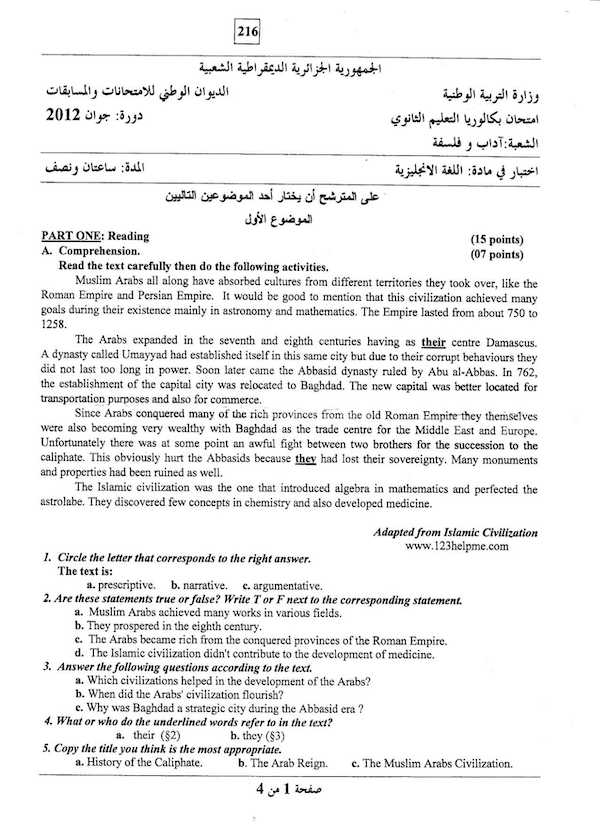 216
الجمهورية الجزائرية الديمقراطية الشعبية
وزارة التربية الوطنية الديوان الوطني للامتحانات والمسابقات
امتحان بكالوريا التعليم الثانوي دورة: جوان 2012
الشعبة: آداب و فلسفة
اختبار في مادة: اللغة الانجليزية المدة: ساعتان ونصف
على المترشح أن يختار أحد الموضوعين التاليين
الموضوع الأول
PART ONE: Reading (15 points)
A. Comprehension. (07 points)
Read the text carefully then do the following activities.
Muslim Arabs all along have absorbed cultures from different territories they took over, like the
Roman Empire and Persian Empire. It would be good to mention that this civilization achieved many
goals during their existence mainly in astronomy and mathematics. The Empire lasted from about 750 to
1258.
The Arabs expanded in the seventh and eighth centuries having as their centre Damascus.
A dynasty called Umayyad had established itself in this same city but due to their corrupt behaviours they
did not last too long in power. Soon later came the Abbasid dynasty ruled by Abu al-Abbas. In 762,
the establishment of the capital city was relocated to Baghdad. The new capital was better located for
transportation purposes and also for commerce.
Since Arabs conquered many of the rich provinces from the old Roman Empire they themselves
were also becoming very wealthy with Baghdad as the trade centre for the Middle East and Europe.
Unfortunately there was at some point an awful fight between two brothers for the succession to the
caliphate. This obviously hurt the Abbasids because they had lost their sovereignty. Many monuments
and properties had been ruined as well.
The Islamic civilization was the one that introduced algebra in mathematics and perfected the
astrolabe. They discovered few concepts in chemistry and also developed medicine.
Adapted from Islamic Civilization
www.123helpme.com
1. Circle the letter that corresponds to the right answer.
The text is:
a. prescriptive. b. narrative. c. argumentative.
2. Are these statements true or false? Write T or F next to the corresponding statement.
a. Muslim Arabs achieved many works in various fields.
b. They prospered in the eighth century.
c. The Arabs became rich from the conquered provinces of the Roman Empire.
d. The Islamic civilization didn't contribute to the development of medicine.
3. Answer the following questions according to the text.
a. Which civilizations helped in the development of the Arabs?
b. When did the Arabs' civilization flourish?
c. Why was Baghdad a strategic city during the Abbasid era ?
4. What or who do the underlined words refer to in the text?
a. their (§2) b. they (§3)
5. Copy the title you think is the most appropriate.
a. History of the Caliphate. b. The Arab Reign. c. The Muslim Arabs Civilization.
صفحة 1 من 4